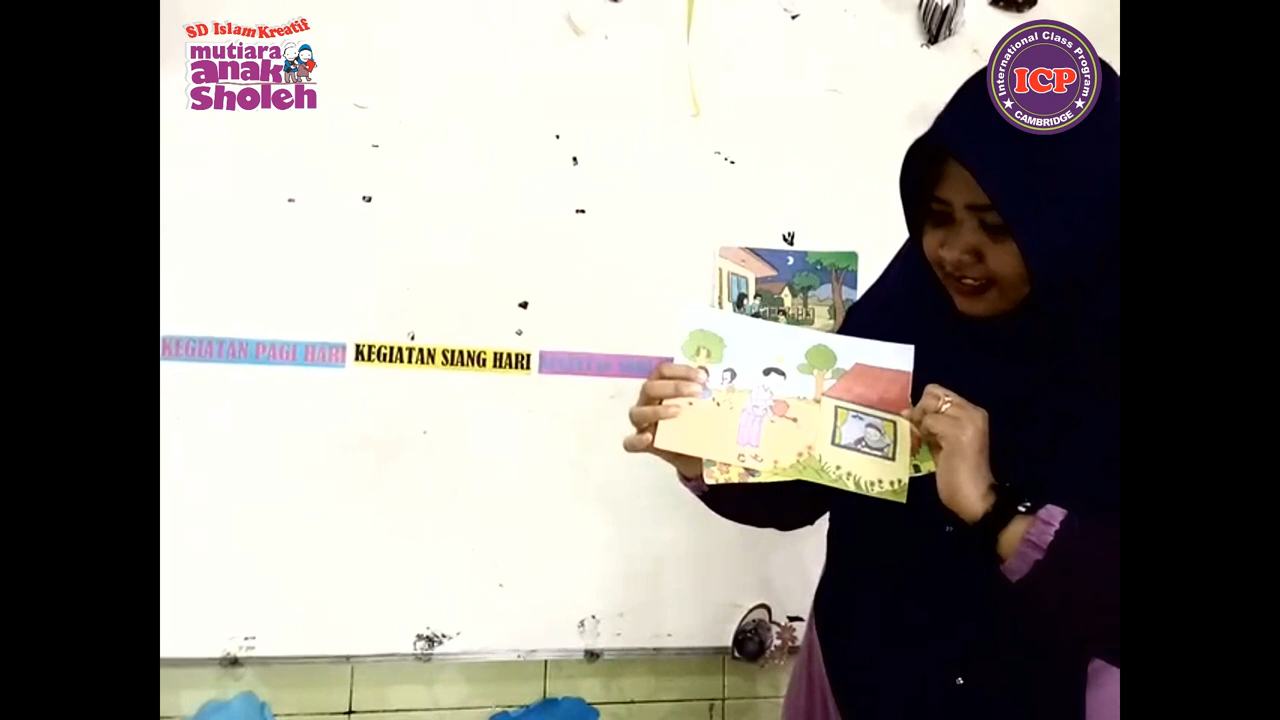 SD Islam Kreatif
mutiara
anak
Sholeh
International Class Program
ICP
CAMBRIDGE
KEGIATAN PAGI HARI
KEGIATAN SIANG HARI